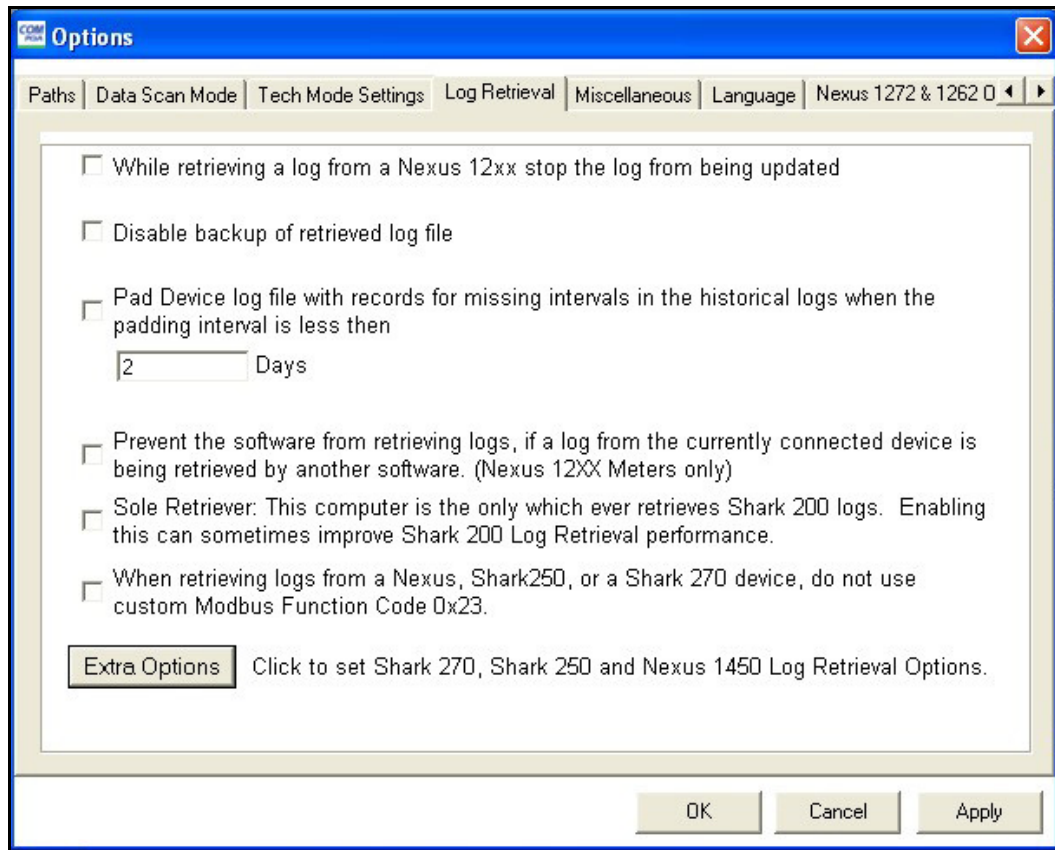 COM
Options
Paths
Data Scan Mode
Tech Mode Settings
Log Retrieval
Miscellaneous
Language
Nexus 1272 & 1262 O
While retrieving a log from a Nexus 12xx stop the log from being updated
Disable backup of retrieved log file
Pad Device log file with records for missing intervals in the historical logs when the
padding interval is less then
2 Days
Prevent the software from retrieving logs, if a log from the currently connected device is
being retrieved by another software. (Nexus 12XX Meters only)
Sole Retriever: This computer is the only which ever retrieves Shark 200 logs. Enabling
this can sometimes improve Shark 200 Log Retrieval performance.
When retrieving logs from a Nexus, Shark250, or a Shark 270 device, do not use
custom Modbus Function Code 0x23.
Extra Options Click to set Shark 270, Shark 250 and Nexus 1450 Log Retrieval Options.
OK
Cancel
Apply